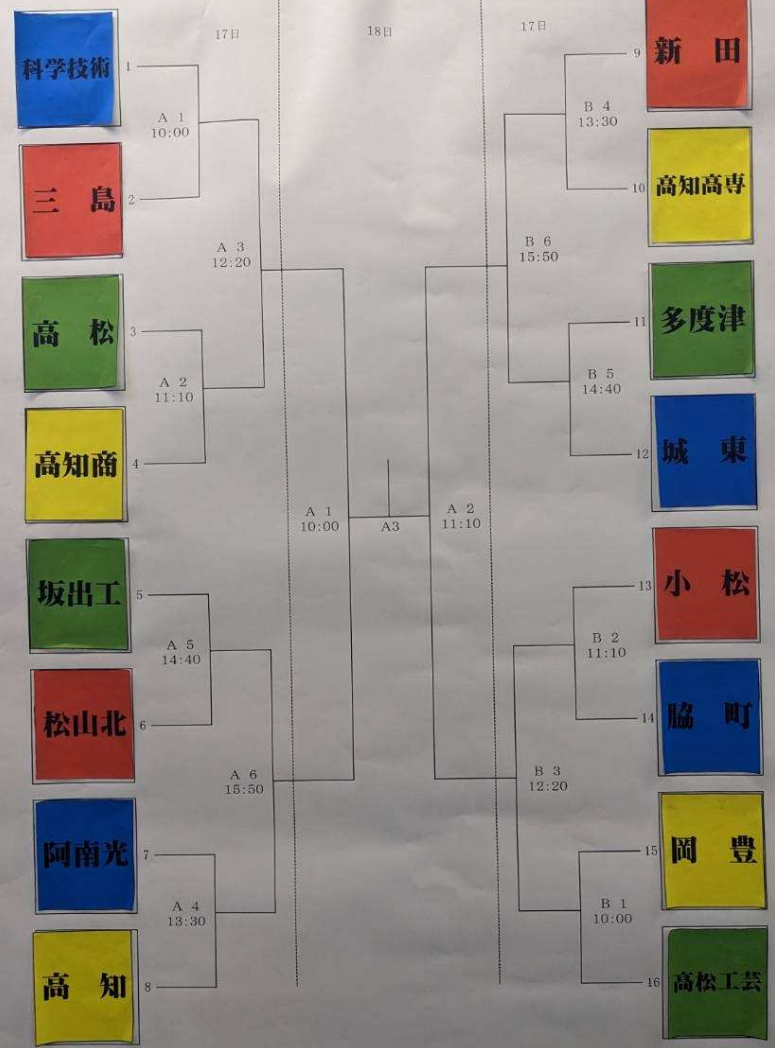 17日
18日
17日
科学技術
1
A 1
10:00
三 島
2
A 3
12:20
高 松
3
A 2
11:10
高知商
4
A 1
10:00
坂出工
5
A 5
14:40
松山北
6
A 6
15:50
阿南光
7
A 4
13:30
高 知
8
A3
A 2
11:10
9
新 田
B 4
13:30
10
高知高専
B 6
15:50
11
多度津
B 5
14:40
12
城 東
13
小 松
B 2
11:10
14
脇 町
B 3
12:20
15
岡 豊
B 1
10:00
16
高松工芸